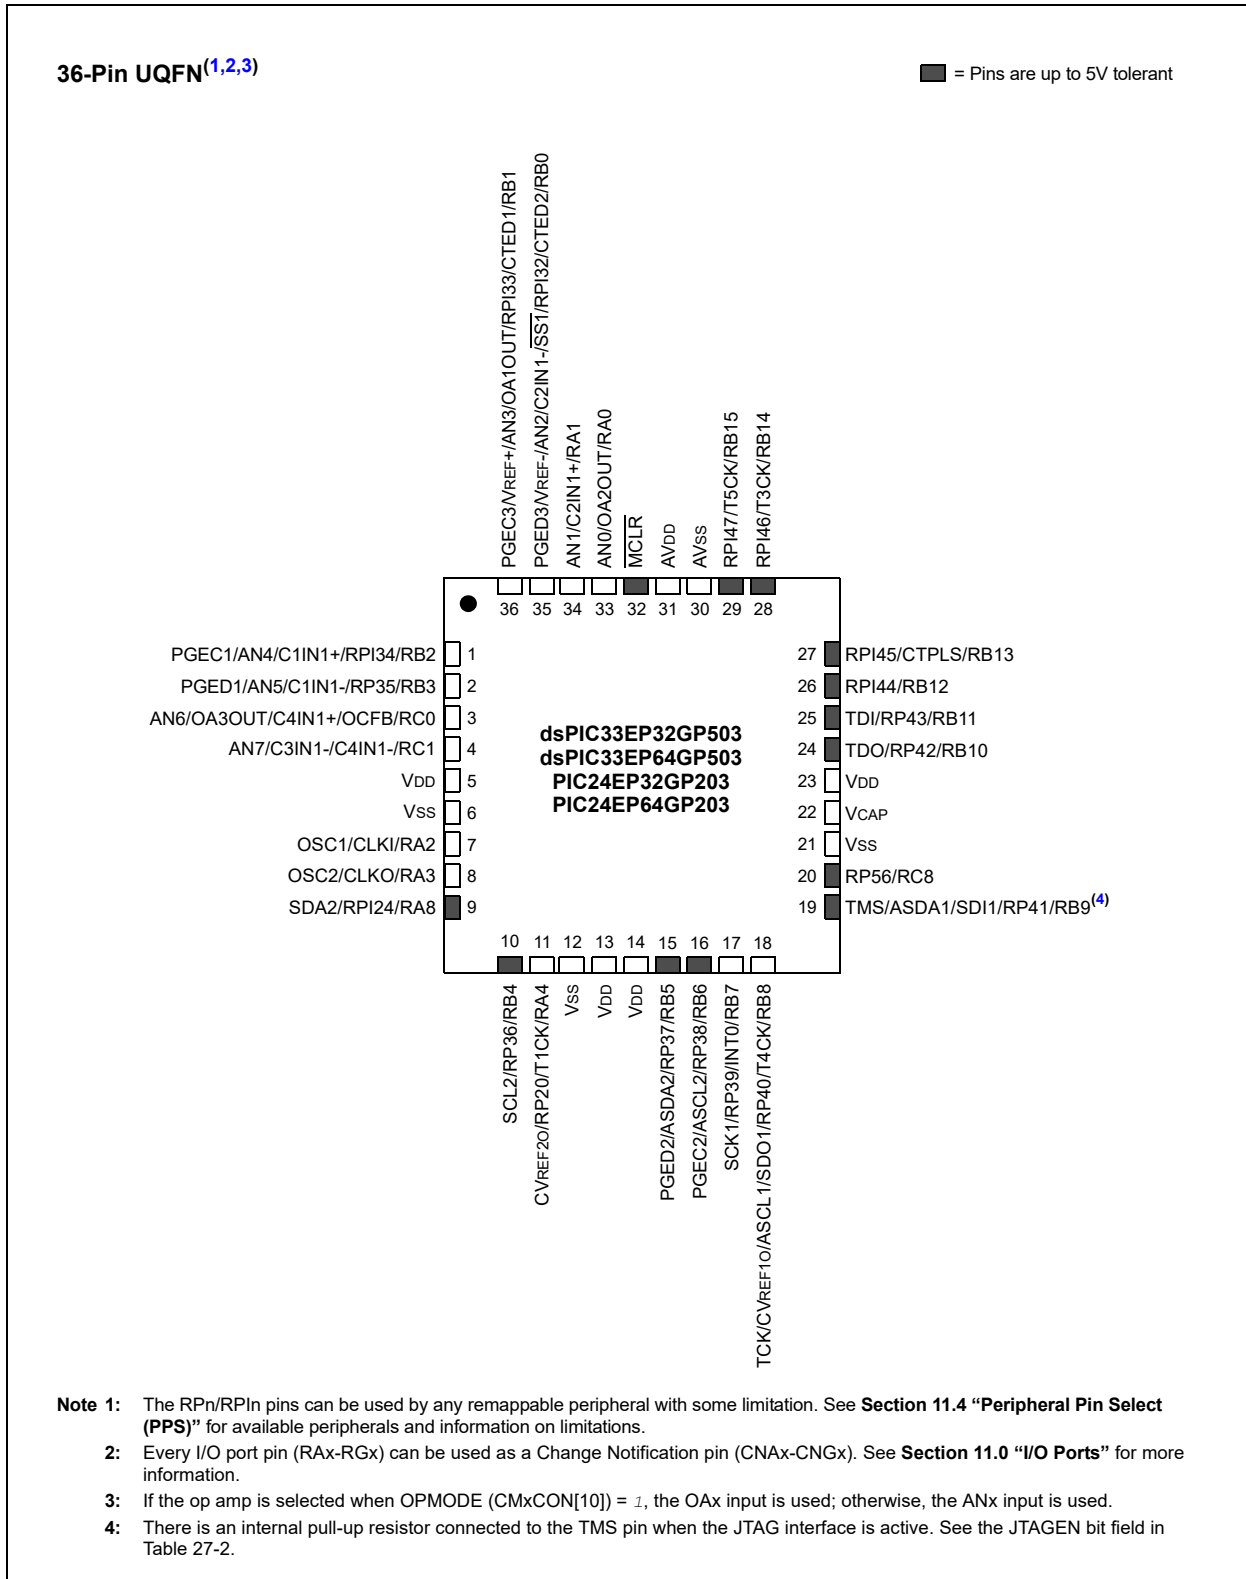 36-Pin UQFN(1,2,3)
= Pins are up to 5V tolerant
PGEC3/VREF+/AN3/OA1OUT/RPI33/CTED1/RB1
PGED3/VREF-/AN2/C2IN1-/SS1/RPI32/CTED2/RB0
AN1/C2IN1+/RA1
AN0/OA2OUT/RA0
MCLR
AVDD
AVSS
RPI47/T5CK/RB15
RPI46/T3CK/RB14
36 35 34 33 32 31 30 29 28
PGEC1/AN4/C1IN1+/RPI34/RB2 1
PGED1/AN5/C1IN1-/RP35/RB3 2
AN6/OA3OUT/C4IN1+/OCFB/RC0 3
AN7/C3IN1-/C4IN1-/RC1 4
VDD 5
VSS 6
OSC1/CLKI/RA2 7
OSC2/CLKO/RA3 8
SDA2/RPI24/RA8 9
dsPIC33EP32GP503
dsPIC33EP64GP503
PIC24EP32GP203
PIC24EP64GP203
27 RPI45/CTPLS/RB13
26 RPI44/RB12
25 TDI/RP43/RB11
24 TDO/RP42/RB10
23 VDD
22 VCAP
21 VSS
20 RP56/RC8
19 TMS/ASDA1/SDI1/RP41/RB9(4)
10 11 12 13 14 15 16 17 18
SCL2/RP36/RB4
CVREF2O/RP20/T1CK/RA4
VSS
VDD
VDD
PGED2/ASDA2/RP37/RB5
PGEC2/ASCL2/RP38/RB6
SCK1/RP39/INT0/RB7
TCK/CVREF1O/ASCL1/SDO1/RP40/T4CK/RB8
Note 1: The RPn/RPIn pins can be used by any remappable peripheral with some limitation. See Section 11.4 “Peripheral Pin Select
(PPS)” for available peripherals and information on limitations.
2: Every I/O port pin (RAx-RGx) can be used as a Change Notification pin (CNAx-CNGx). See Section 11.0 “I/O Ports” for more
information.
3: If the op amp is selected when OPMODE (CMxCON[10]) = 1, the OAx input is used; otherwise, the ANx input is used.
4: There is an internal pull-up resistor connected to the TMS pin when the JTAG interface is active. See the JTAGEN bit field in
Table 27-2.